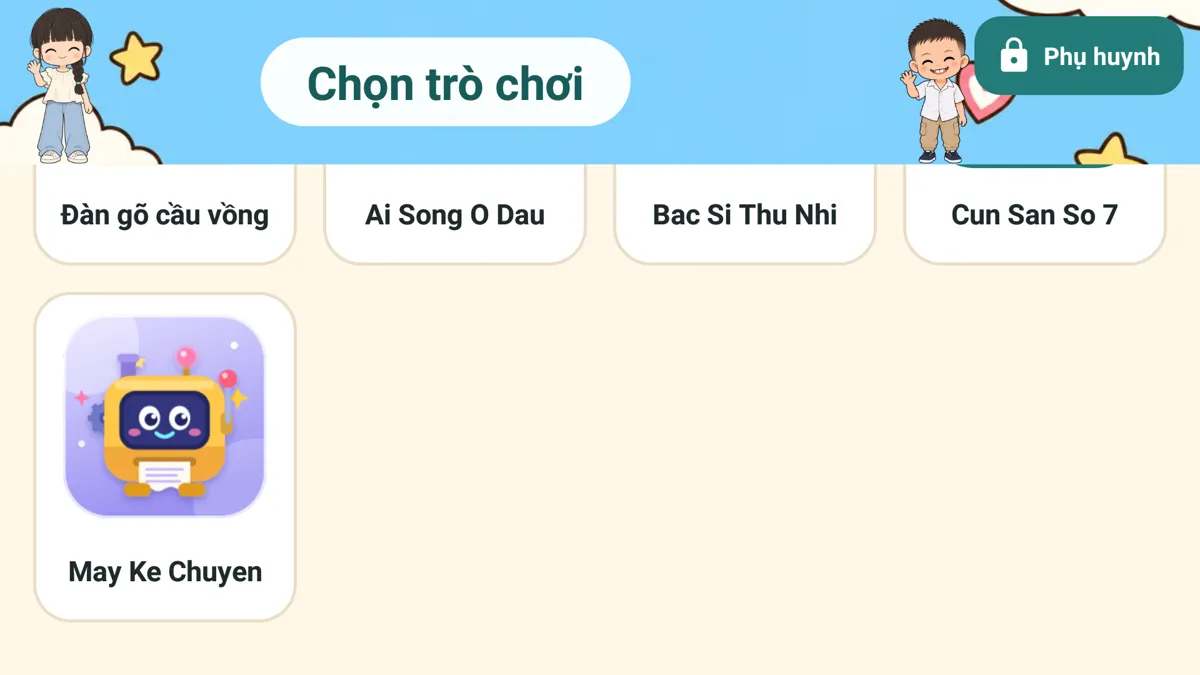 Chọn trò chơi
Phụ huynh
Đàn gõ cầu vồng
Ai Song O Dau
Bac Si Thu Nhi
Cun San So 7
May Ke Chuyen